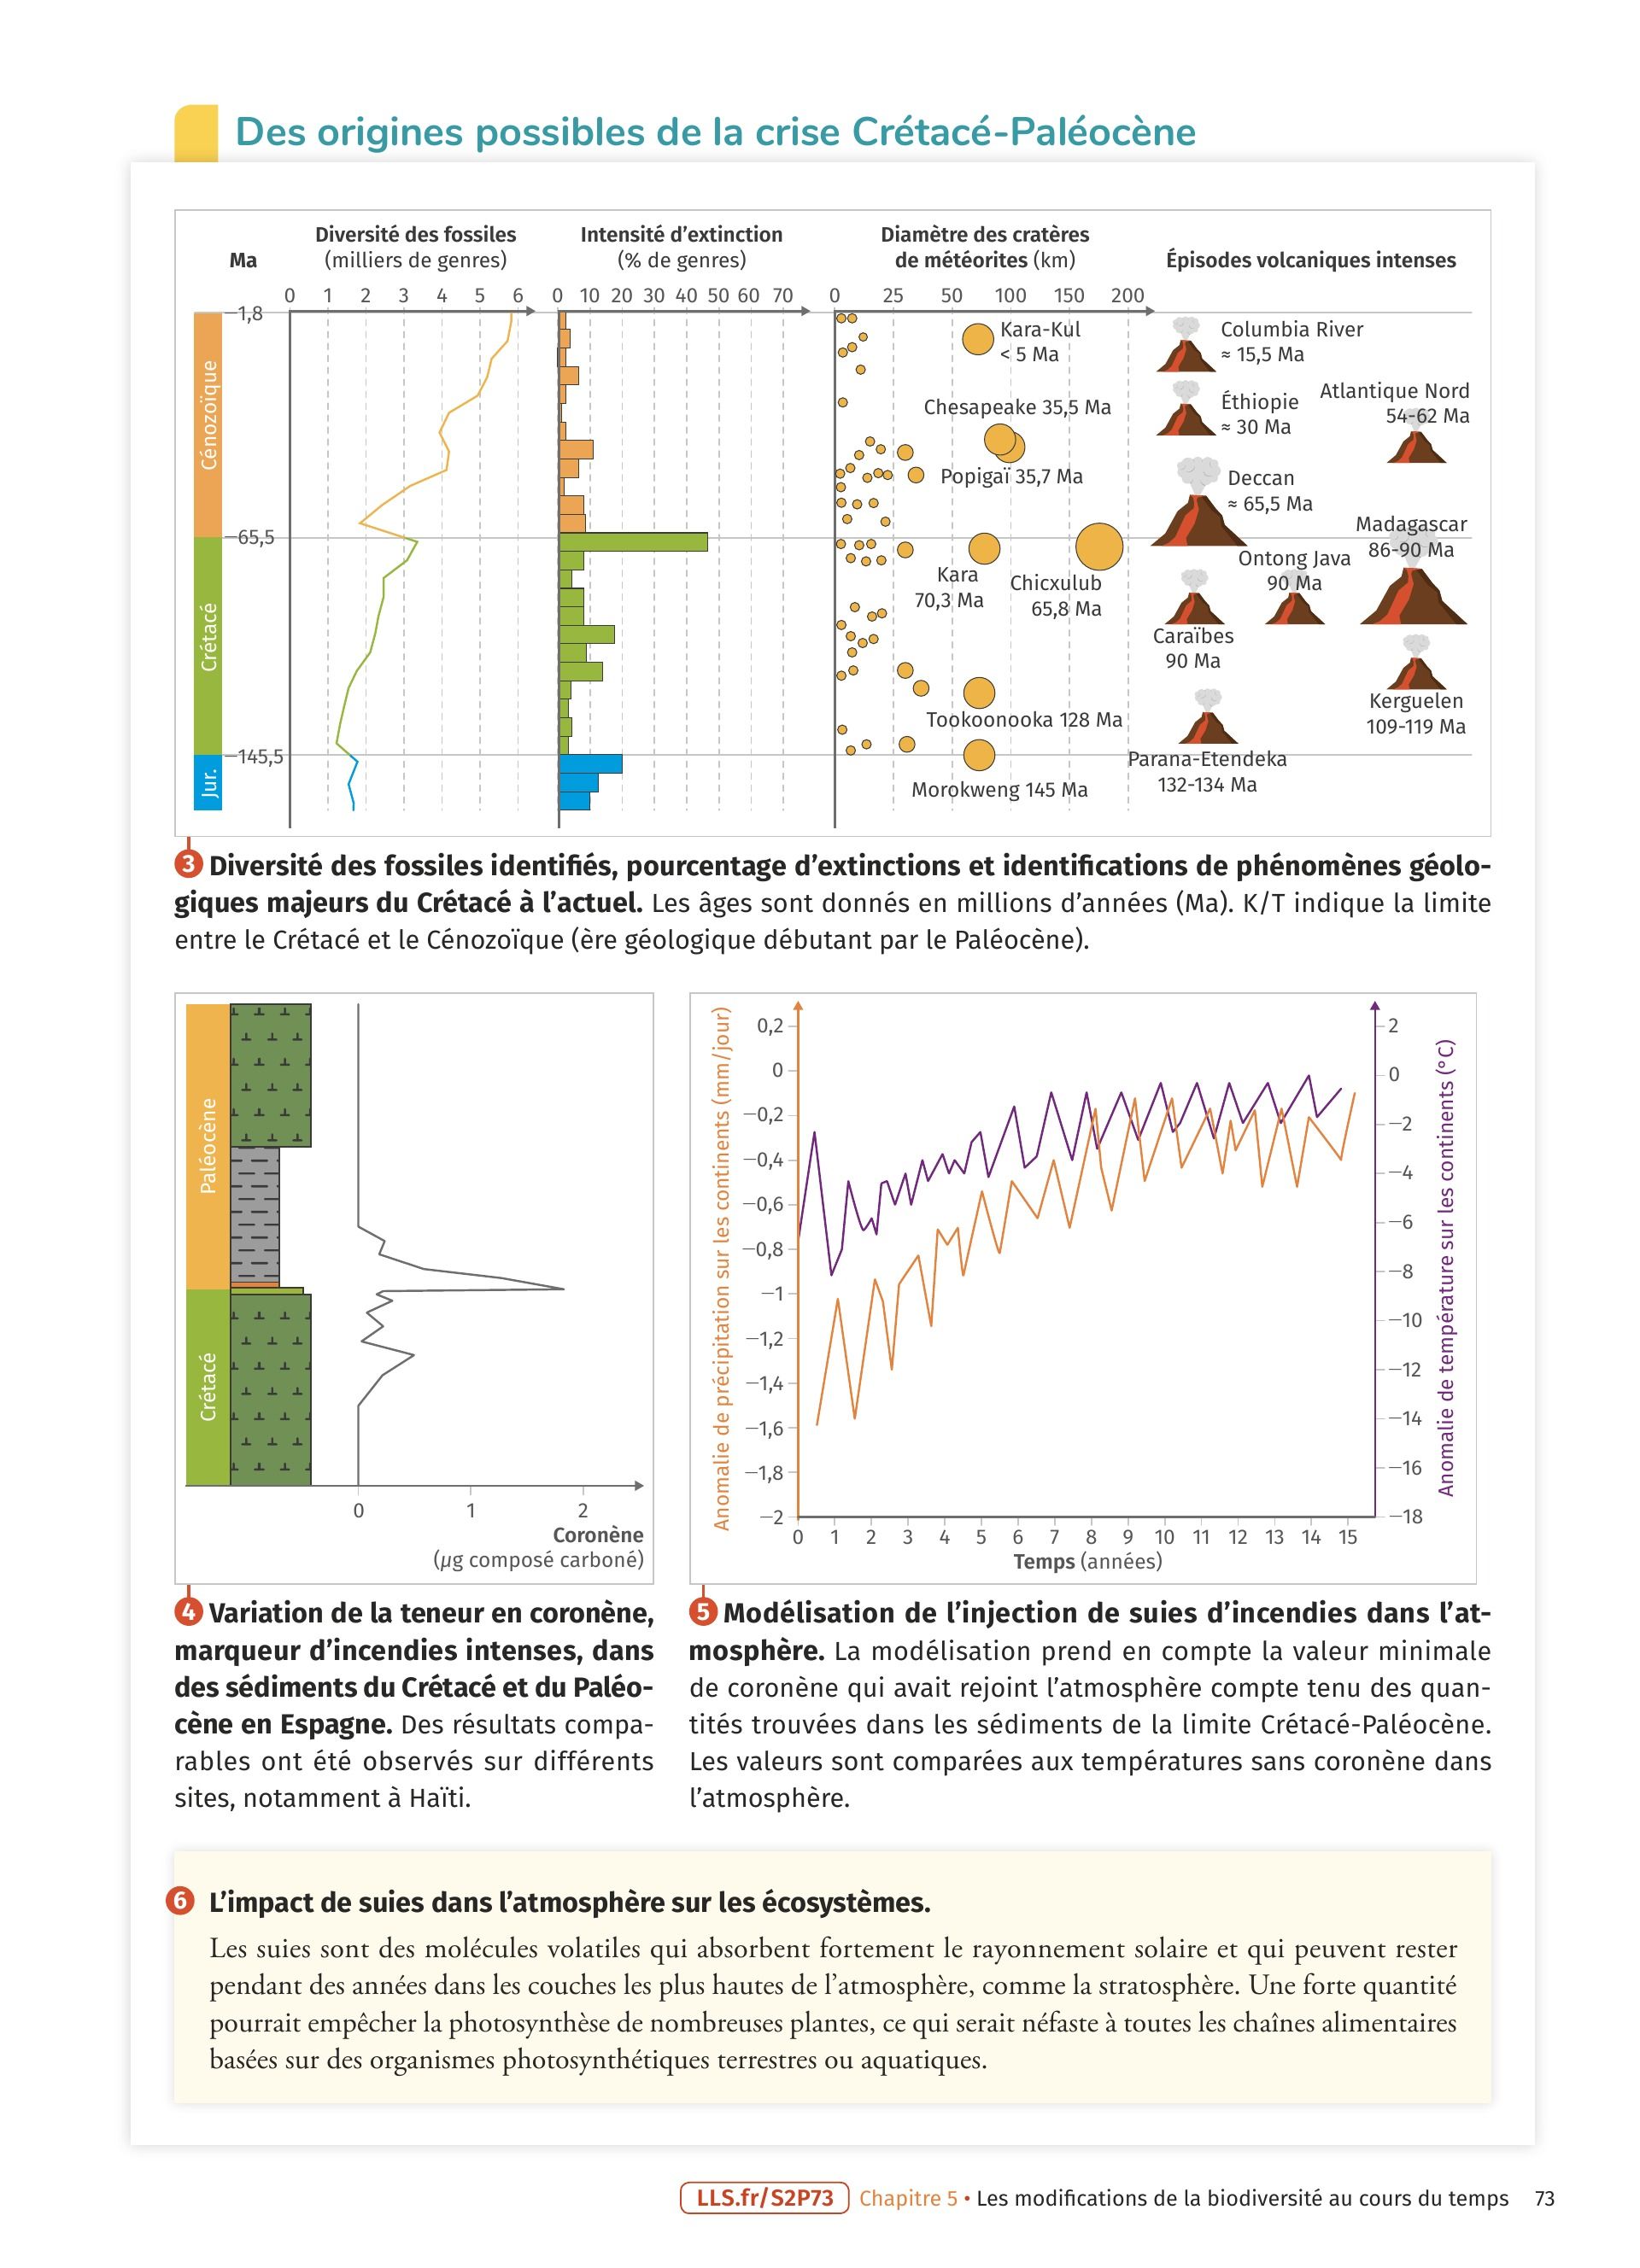 Des origines possibles de la crise Crétacé-Paléocène
Ma
Diversité des fossiles
(milliers de genres)
Intensité d’extinction
(% de genres)
Diamètre des cratères
de météorites (km)
Épisodes volcaniques intenses
0 1 2 3 4 5 6
0 10 20 30 40 50 60 70
0 25 50 100 150 200
−1,8
−65,5
−145,5
Cénozoïque
Crétacé
Jur.
Kara-Kul
< 5 Ma
Chesapeake 35,5 Ma
Popigaï 35,7 Ma
Kara
70,3 Ma
Chicxulub
65,8 Ma
Tookoonooka 128 Ma
Morokweng 145 Ma
Columbia River
≈ 15,5 Ma
Éthiopie
≈ 30 Ma
Atlantique Nord
54-62 Ma
Deccan
≈ 65,5 Ma
Madagascar
86-90 Ma
Ontong Java
90 Ma
Caraïbes
90 Ma
Kerguelen
109-119 Ma
Parana-Etendeka
132-134 Ma
3 Diversité des fossiles identifiés, pourcentage d’extinctions et identifications de phénomènes géolo-
giques majeurs du Crétacé à l’actuel. Les âges sont donnés en millions d’années (Ma). K/T indique la limite
entre le Crétacé et le Cénozoïque (ère géologique débutant par le Paléocène).
Paléocène
Crétacé
0 1 2
Coronène
(µg composé carboné)
4 Variation de la teneur en coronène,
marqueur d’incendies intenses, dans
des sédiments du Crétacé et du Paléo-
cène en Espagne. Des résultats compa-
rables ont été observés sur différents
sites, notamment à Haïti.
Anomalie de précipitation sur les continents (mm/jour)
0,2
0
−0,2
−0,4
−0,6
−0,8
−1
−1,2
−1,4
−1,6
−1,8
−2
0 1 2 3 4 5 6 7 8 9 10 11 12 13 14 15
Temps (années)
2
0
−2
−4
−6
−8
−10
−12
−14
−16
−18
Anomalie de température sur les continents (°C)
5 Modélisation de l’injection de suies d’incendies dans l’at-
mosphère. La modélisation prend en compte la valeur minimale
de coronène qui avait rejoint l’atmosphère compte tenu des quan-
tités trouvées dans les sédiments de la limite Crétacé-Paléocène.
Les valeurs sont comparées aux températures sans coronène dans
l’atmosphère.
6 L’impact de suies dans l’atmosphère sur les écosystèmes.
Les suies sont des molécules volatiles qui absorbent fortement le rayonnement solaire et qui peuvent rester
pendant des années dans les couches les plus hautes de l’atmosphère, comme la stratosphère. Une forte quantité
pourrait empêcher la photosynthèse de nombreuses plantes, ce qui serait néfaste à toutes les chaînes alimentaires
basées sur des organismes photosynthétiques terrestres ou aquatiques.
LLS.fr/S2P73 Chapitre 5 • Les modifications de la biodiversité au cours du temps 73